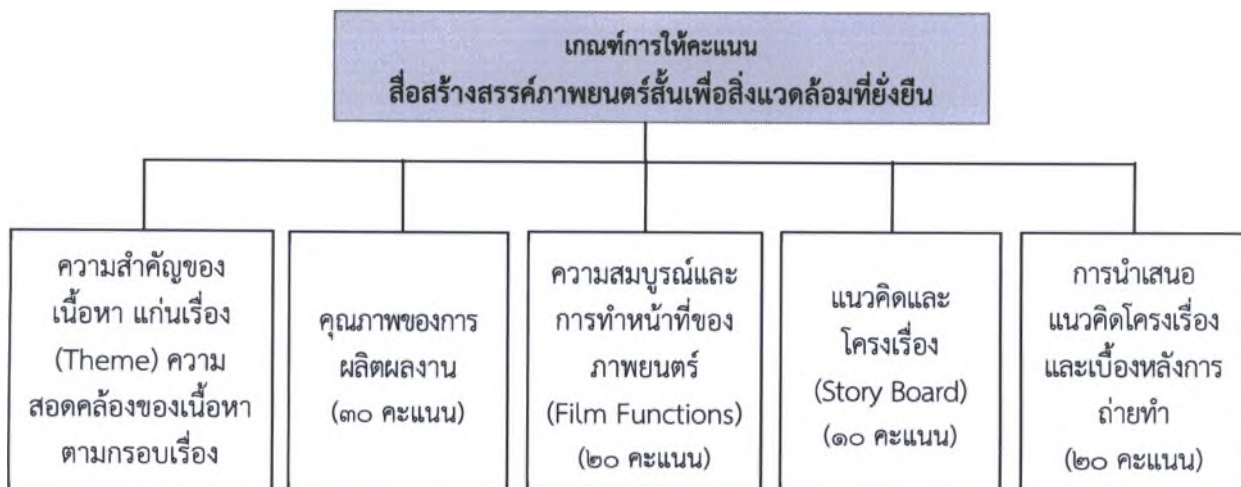 เกณฑ์การให้คะแนน
สื่อสร้างสรรค์ภาพยนตร์สั้นเพื่อสิ่งแวดล้อมที่ยั่งยืน
ความสำคัญของ
เนื้อหา แก่นเรื่อง
(Theme) ความ
สอดคล้องของเนื้อหา
ตามกรอบเรื่อง
คุณภาพของการ
ผลิตผลงาน
(๓๐ คะแนน)
ความสมบูรณ์และ
การทำหน้าที่ของ
ภาพยนตร์
(Film Functions)
(๒๐ คะแนน)
แนวคิดและ
โครงเรื่อง
(Story Board)
(๑๐ คะแนน)
การนำเสนอ
แนวคิดโครงเรื่อง
และเบื้องหลังการ
ถ่ายทำ
(๒๐ คะแนน)